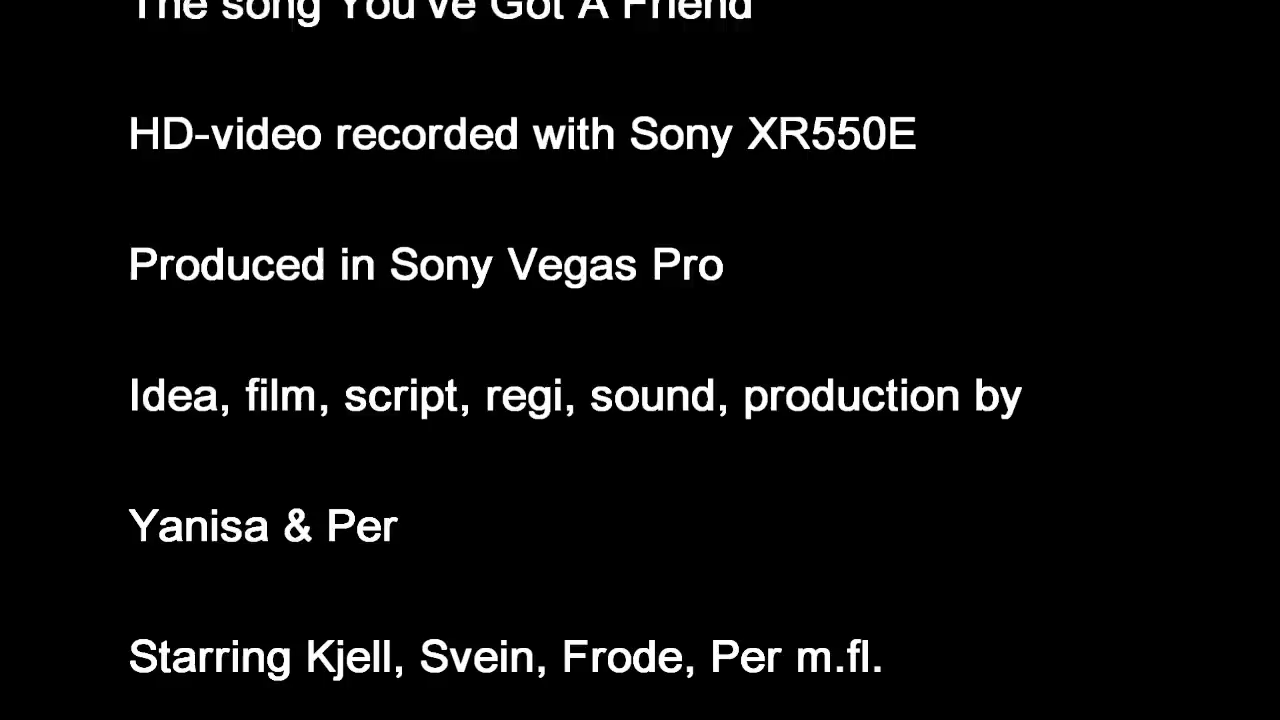 The song You've Got A Friend
HD-video recorded with Sony XR550E
Produced in Sony Vegas Pro
Idea, film, script, regi, sound, production by
Yanisa & Per
Starring Kjell, Svein, Frode, Per m.fl.